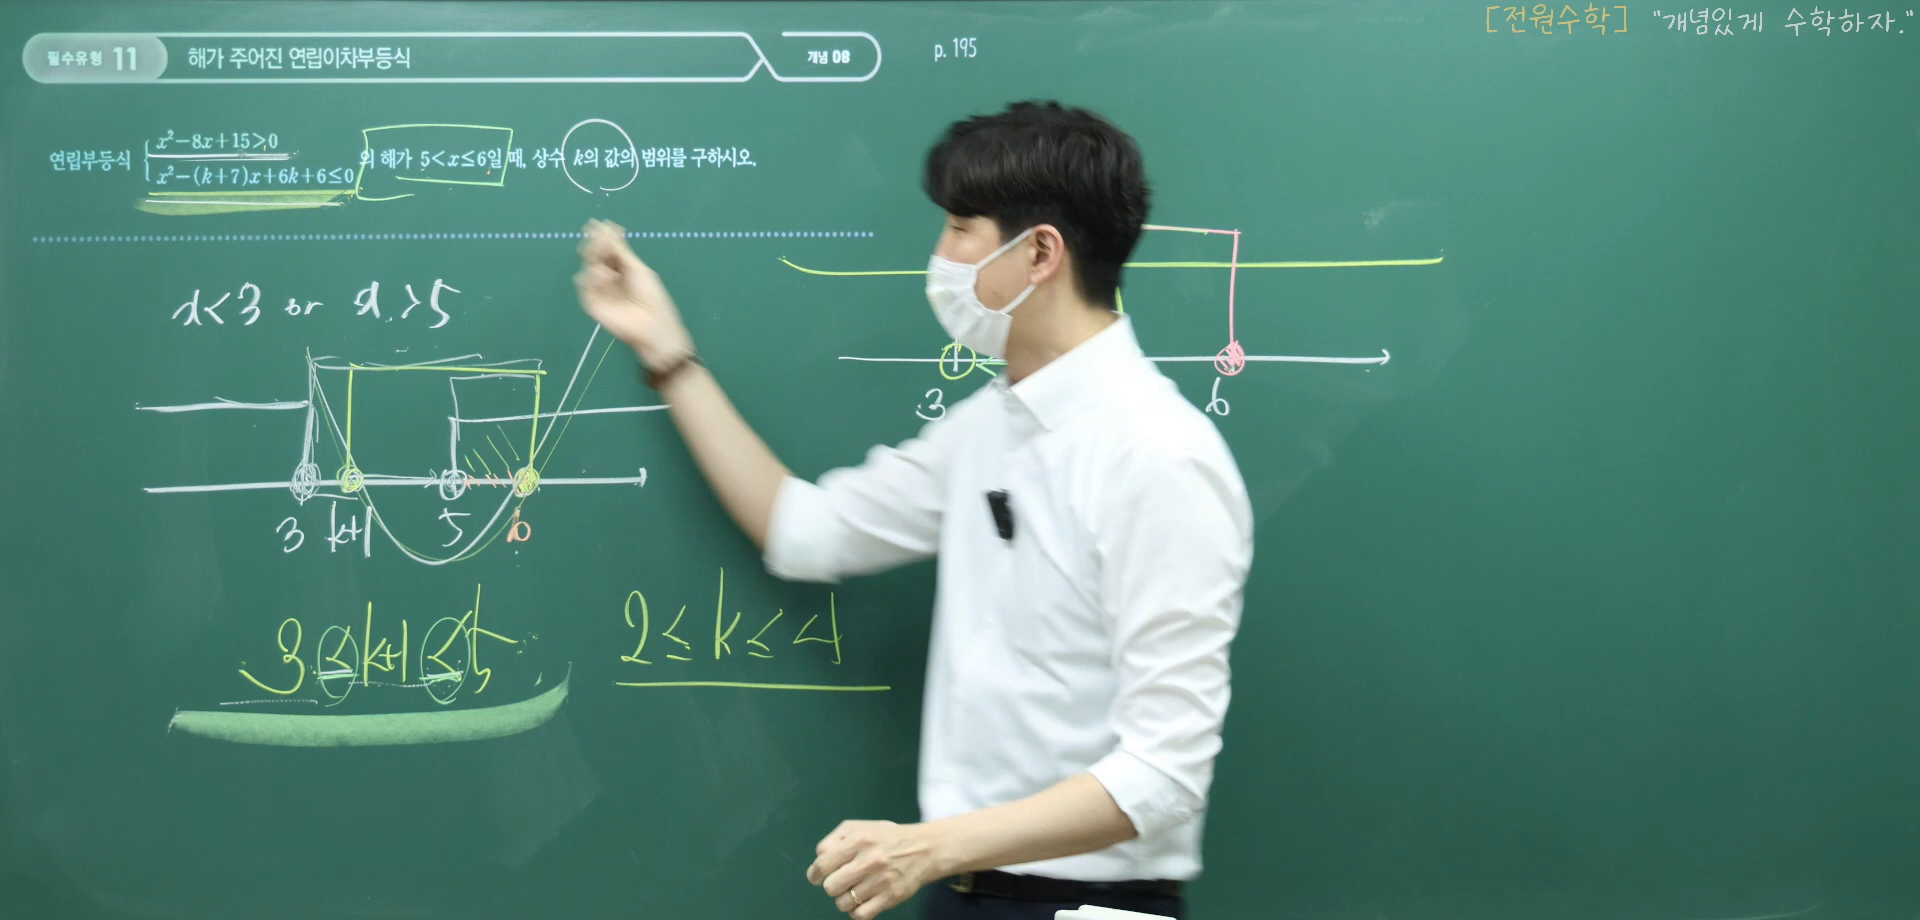 [전원수학] "개념있게 수학하자."
필수유형 11 해가 주어진 연립이차부등식 개념 08 p. 195
연립부등식 { x²-8x+15>0
x²-(k+7)x+6k+6≤0 의 해가 5<x≤6일 때, 상수 k의 값의 범위를 구하시오.
x<3 or x>5
3 k+1 5 6
3 6
3≤k+1≤5
2≤k≤4